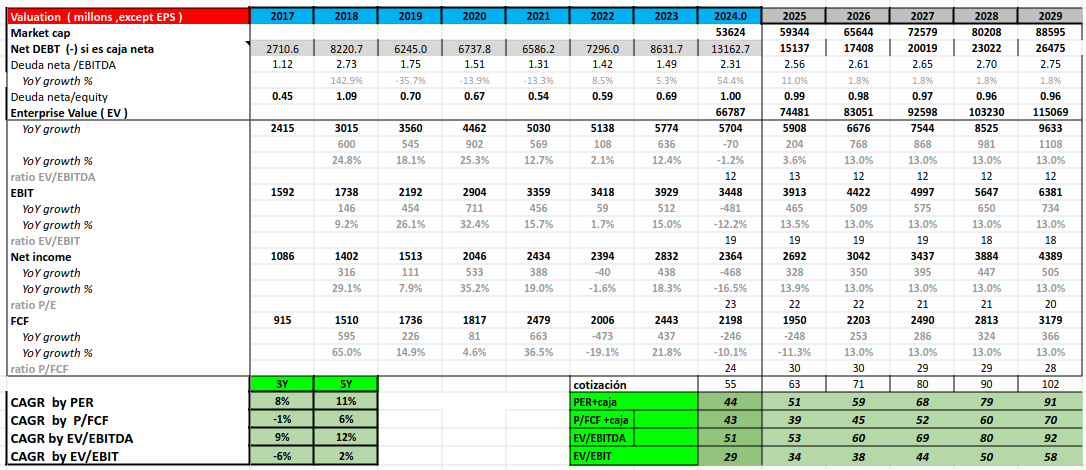 Valuation ( millons ,except EPS ) 2017 2018 2019 2020 2021 2022 2023 2024.0 2025 2026 2027 2028 2029
Market cap 53624 59344 65644 72579 80208 88595
Net DEBT (-) si es caja neta 2710.6 8220.7 6245.0 6737.8 6586.2 7296.0 8631.7 13162.7 15137 17408 20019 23022 26475
Deuda neta /EBITDA 1.12 2.73 1.75 1.51 1.31 1.42 1.49 2.31 2.56 2.61 2.65 2.70 2.75
YoY growth % 142.9% -35.7% -13.9% -13.3% 8.5% 5.3% 54.4% 11.0% 1.8% 1.8% 1.8% 1.8%
Deuda neta/equity 0.45 1.09 0.70 0.67 0.54 0.59 0.69 1.00 0.99 0.98 0.97 0.96 0.96
Enterprise Value ( EV ) 66787 74481 83051 92598 103230 115069
YoY growth 2415 3015 3560 4462 5030 5138 5774 5704 5908 6676 7544 8525 9633
600 545 902 569 108 636 -70 204 768 868 981 1108
YoY growth % 24.8% 18.1% 25.3% 12.7% 2.1% 12.4% -1.2% 3.6% 13.0% 13.0% 13.0% 13.0%
ratio EV/EBITDA 12 13 12 12 12 12
EBIT 1592 1738 2192 2904 3359 3418 3929 3448 3913 4422 4997 5647 6381
YoY growth 146 454 711 456 59 512 -481 465 509 575 650 734
YoY growth % 9.2% 26.1% 32.4% 15.7% 1.7% 15.0% -12.2% 13.5% 13.0% 13.0% 13.0% 13.0%
ratio EV/EBIT 19 19 19 19 18 18
Net income 1086 1402 1513 2046 2434 2394 2832 2364 2692 3042 3437 3884 4389
YoY growth 316 111 533 388 -40 438 -468 328 350 395 447 505
YoY growth % 29.1% 7.9% 35.2% 19.0% -1.6% 18.3% -16.5% 13.9% 13.0% 13.0% 13.0% 13.0%
ratio P/E 23 22 22 21 21 20
FCF 915 1510 1736 1817 2479 2006 2443 2198 1950 2203 2490 2813 3179
YoY growth 595 226 81 663 -473 437 -246 -248 253 286 324 366
YoY growth % 65.0% 14.9% 4.6% 36.5% -19.1% 21.8% -10.1% -11.3% 13.0% 13.0% 13.0% 13.0%
ratio P/FCF 24 30 30 29 29 28
3Y 5Y cotización 55 63 71 80 90 102
CAGR by PER 8% 11% PER+caja 44 51 59 68 79 91
CAGR by P/FCF -1% 6% P/FCF +caja 43 39 45 52 60 70
CAGR by EV/EBITDA 9% 12% EV/EBITDA 51 53 60 69 80 92
CAGR by EV/EBIT -6% 2% EV/EBIT 29 34 38 44 50 58